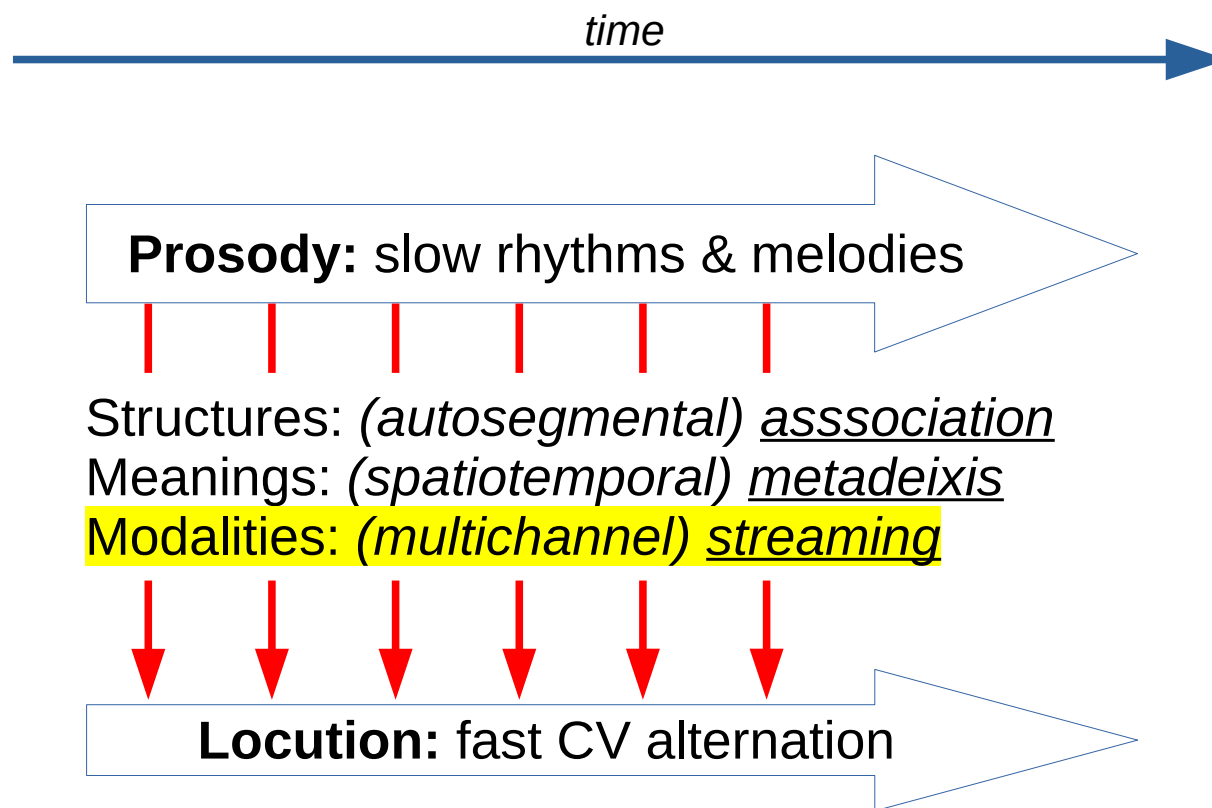 time
Prosody: slow rhythms & melodies
Structures: (autosegmental) asssociation
Meanings: (spatiotemporal) metadeixis
Modalities: (multichannel) streaming
Locution: fast CV alternation